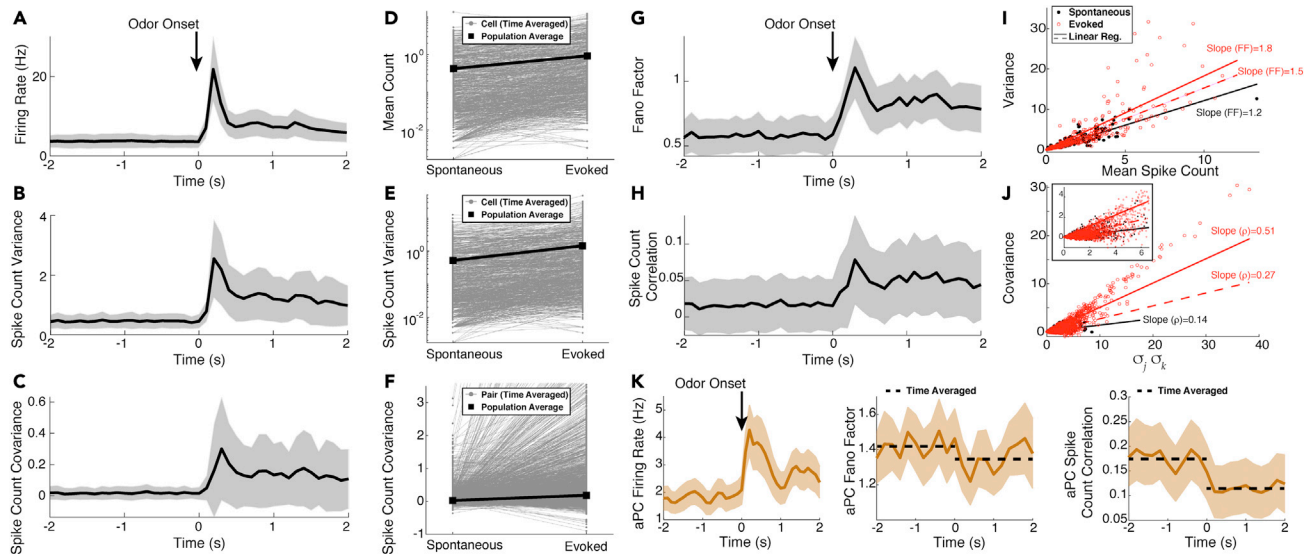 A
Odor Onset
Firing Rate (Hz)
20
0
-2 -1 0 1 2
Time (s)
B
Spike Count Variance
4
2
0
-2 -1 0 1 2
Time (s)
C
Spike Count Covariance
0.6
0.4
0.2
0
-2 -1 0 1 2
Time (s)
D
Cell (Time Averaged)
Population Average
Mean Count
10^0
10^-2
Spontaneous Evoked
E
Cell (Time Averaged)
Population Average
Spike Count Variance
10^0
10^-2
Spontaneous Evoked
F
Pair (Time Averaged)
Population Average
Spike Count Covariance
3
2
1
0
Spontaneous Evoked
G
Odor Onset
Fano Factor
1
0.5
-2 -1 0 1 2
Time (s)
H
Spike Count
Correlation
0.1
0.05
0
-2 -1 0 1 2
Time (s)
I
Spontaneous
Evoked
Linear Reg.
Slope (FF)=1.8
Slope (FF)=1.5
Slope (FF)=1.2
Variance
30
20
10
0
0 5 10
Mean Spike Count
J
4
2
0
0 2 4 6
Slope (ρ)=0.51
Slope (ρ)=0.27
Slope (ρ)=0.14
Covariance
30
20
10
0
0 10 20 30 40
σj σk
K
Odor Onset
aPC Firing Rate (Hz)
5
4
3
2
1
-2 -1 0 1 2
Time (s)
Time Averaged
aPC Fano Factor
1.6
1.4
1.2
-2 -1 0 1 2
Time (s)
Time Averaged
aPC Spike
Count Correlation
0.3
0.25
0.2
0.15
0.1
0.05
-2 -1 0 1 2
Time (s)